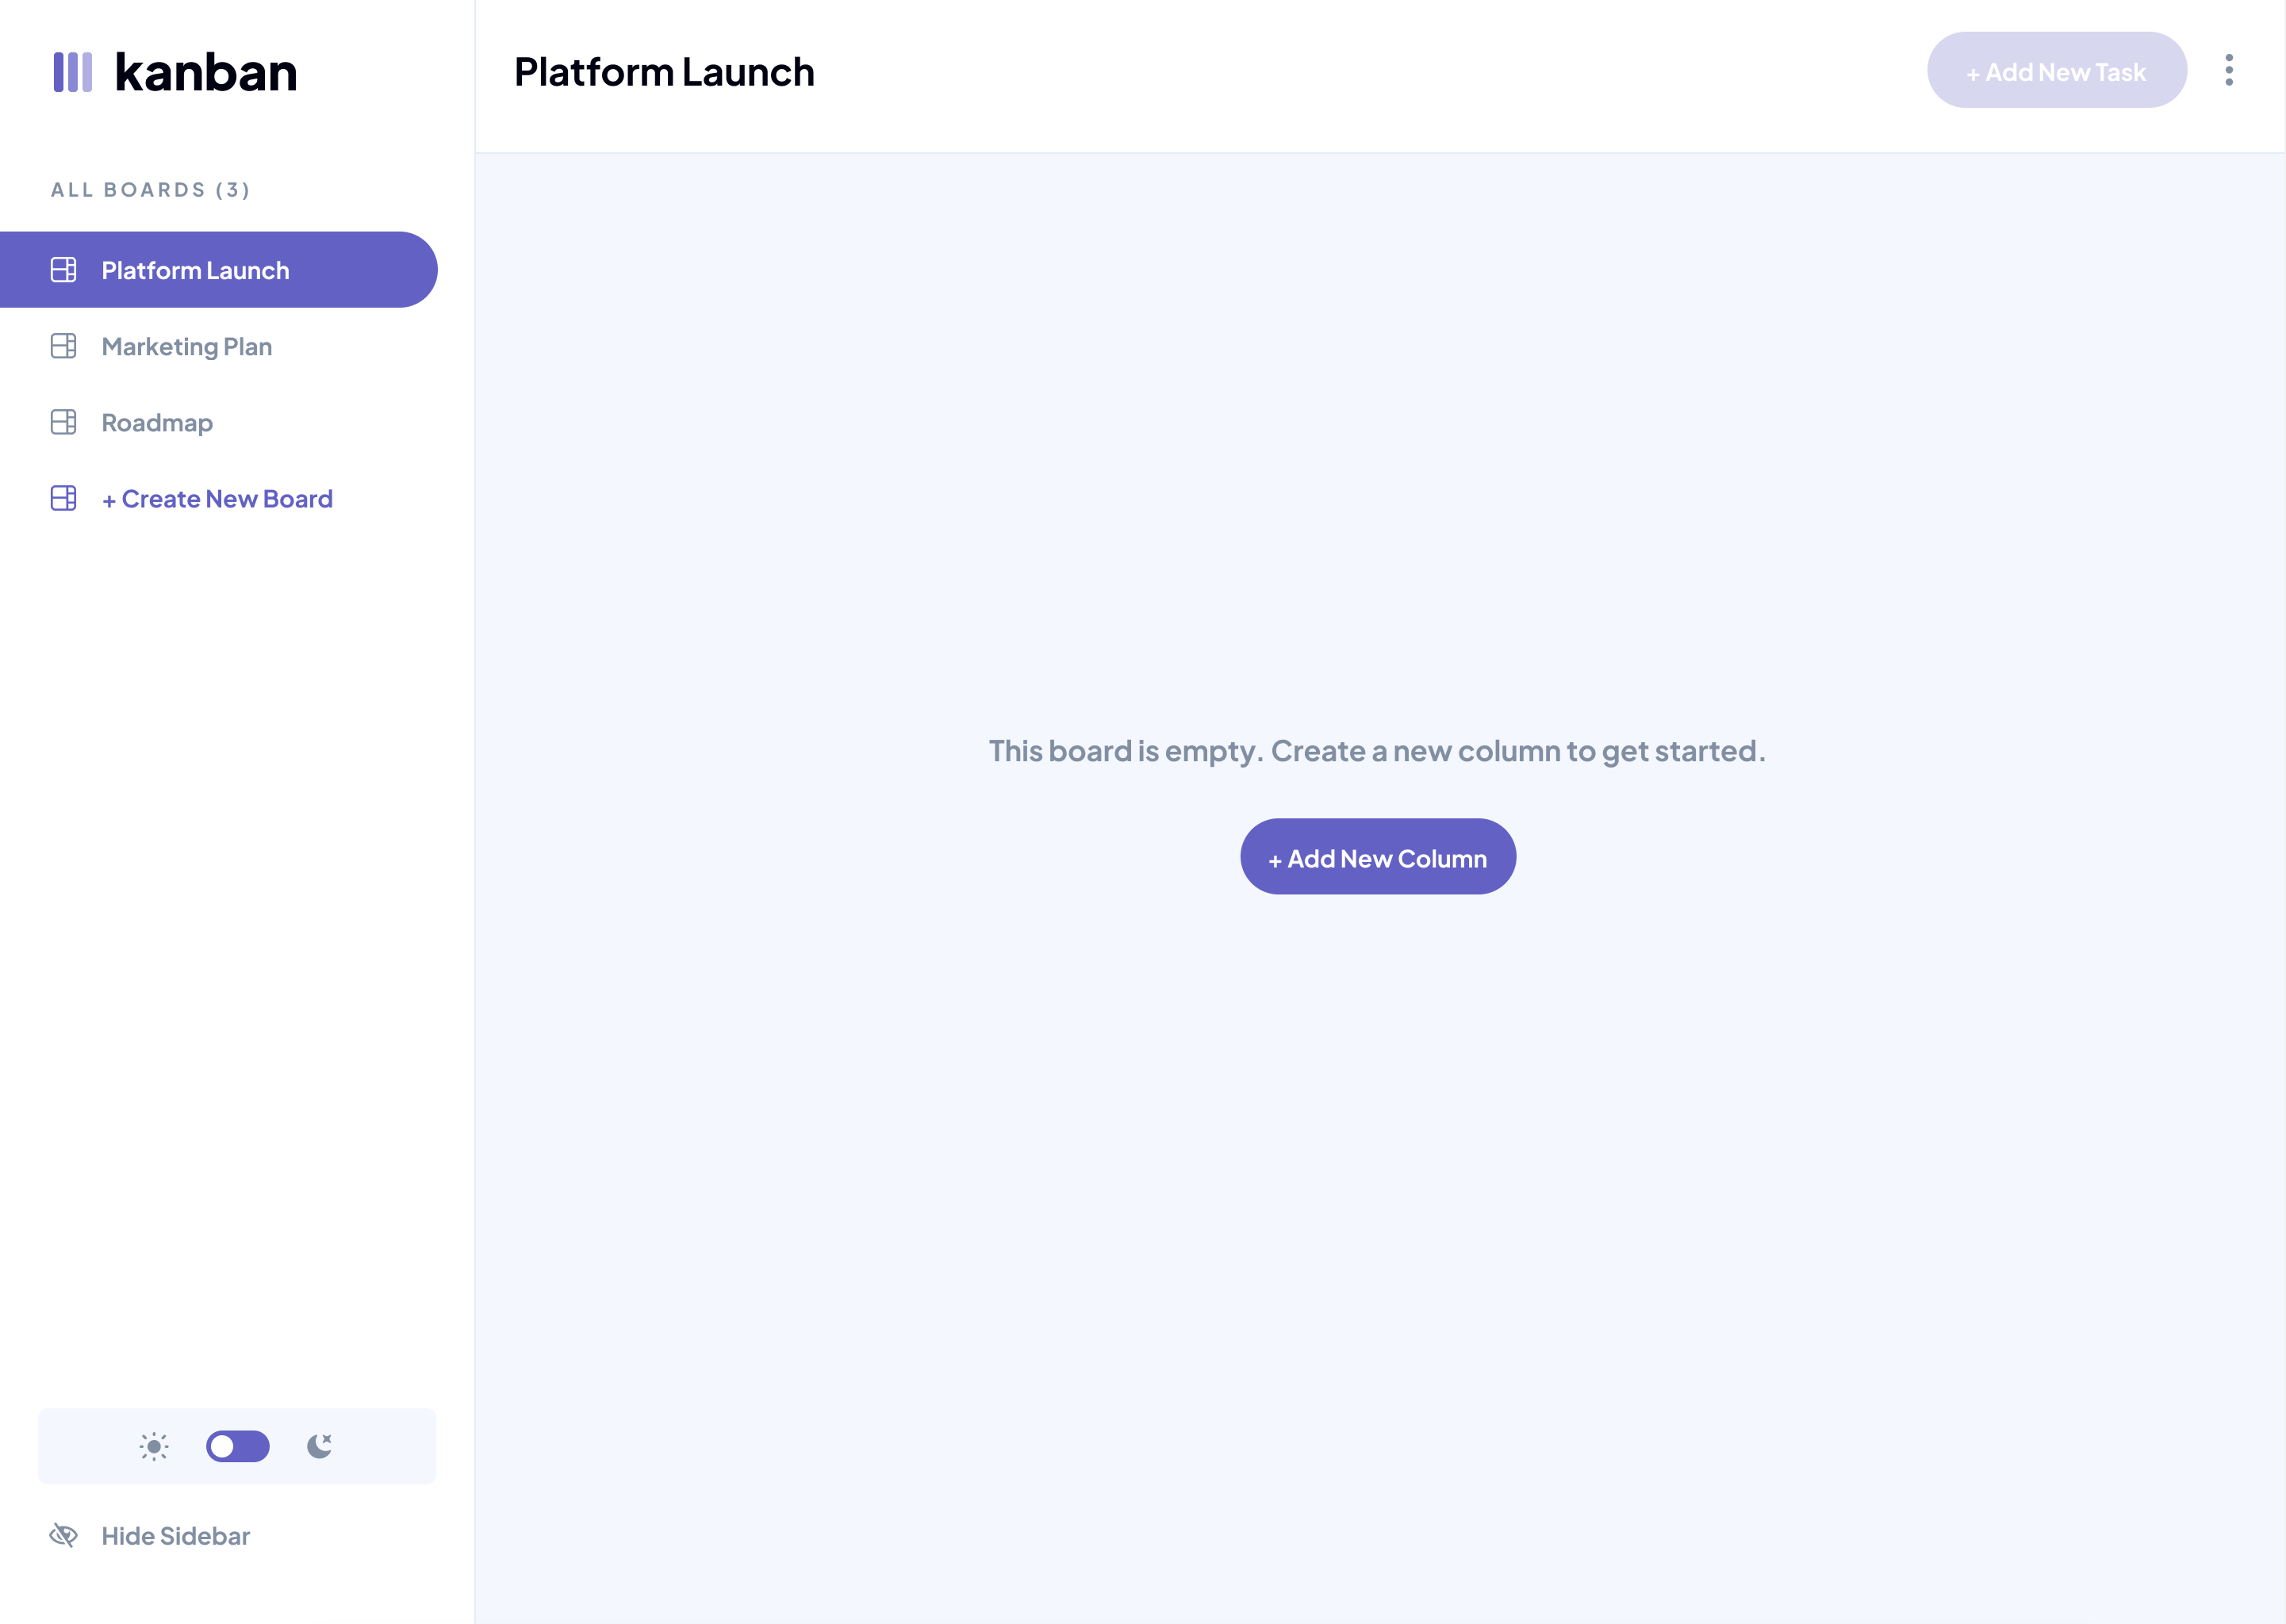 kanban
ALL BOARDS (3)
Platform Launch
Marketing Plan
Roadmap
+ Create New Board
Hide Sidebar
Platform Launch
+ Add New Task
This board is empty. Create a new column to get started.
+ Add New Column